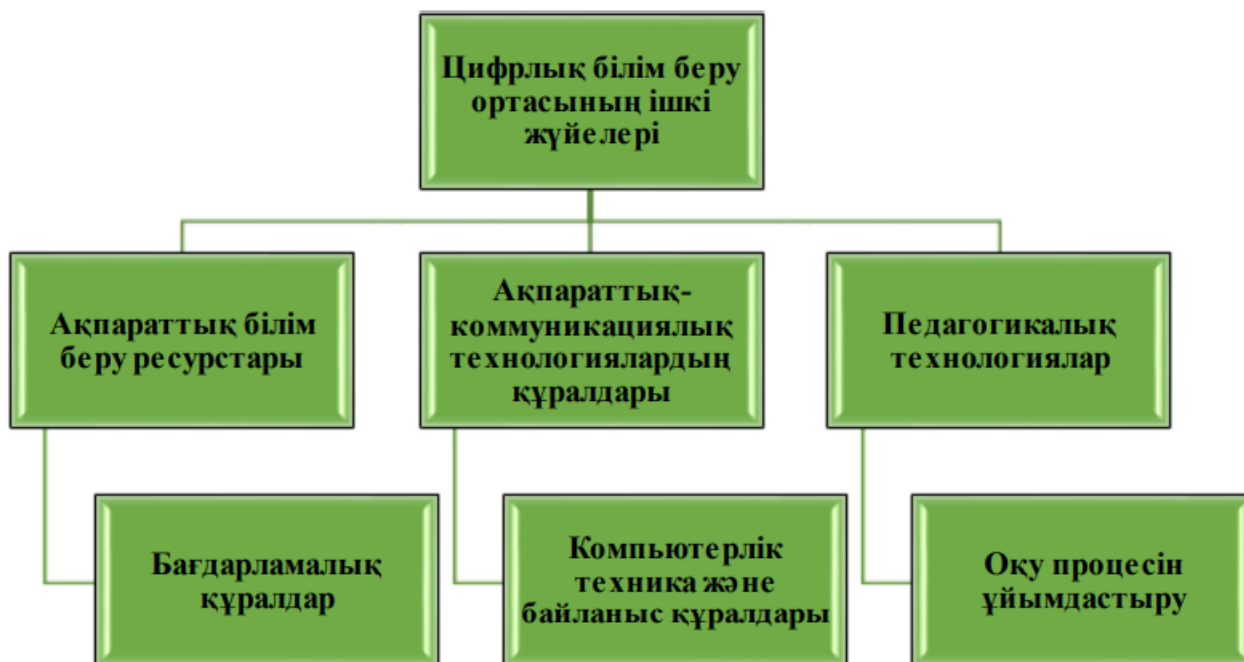 Цифрлық білім беру
ортасының ішкі
жүйелері
Ақпараттық білім
беру ресурстары
Ақпараттық-
коммуникациялық
технологиялардың
құралдары
Педагогикалық
технологиялар
Бағдарламалық
құралдар
Компьютерлік
техника және
байланыс құралдары
Оқу процесін
ұйымдастыру